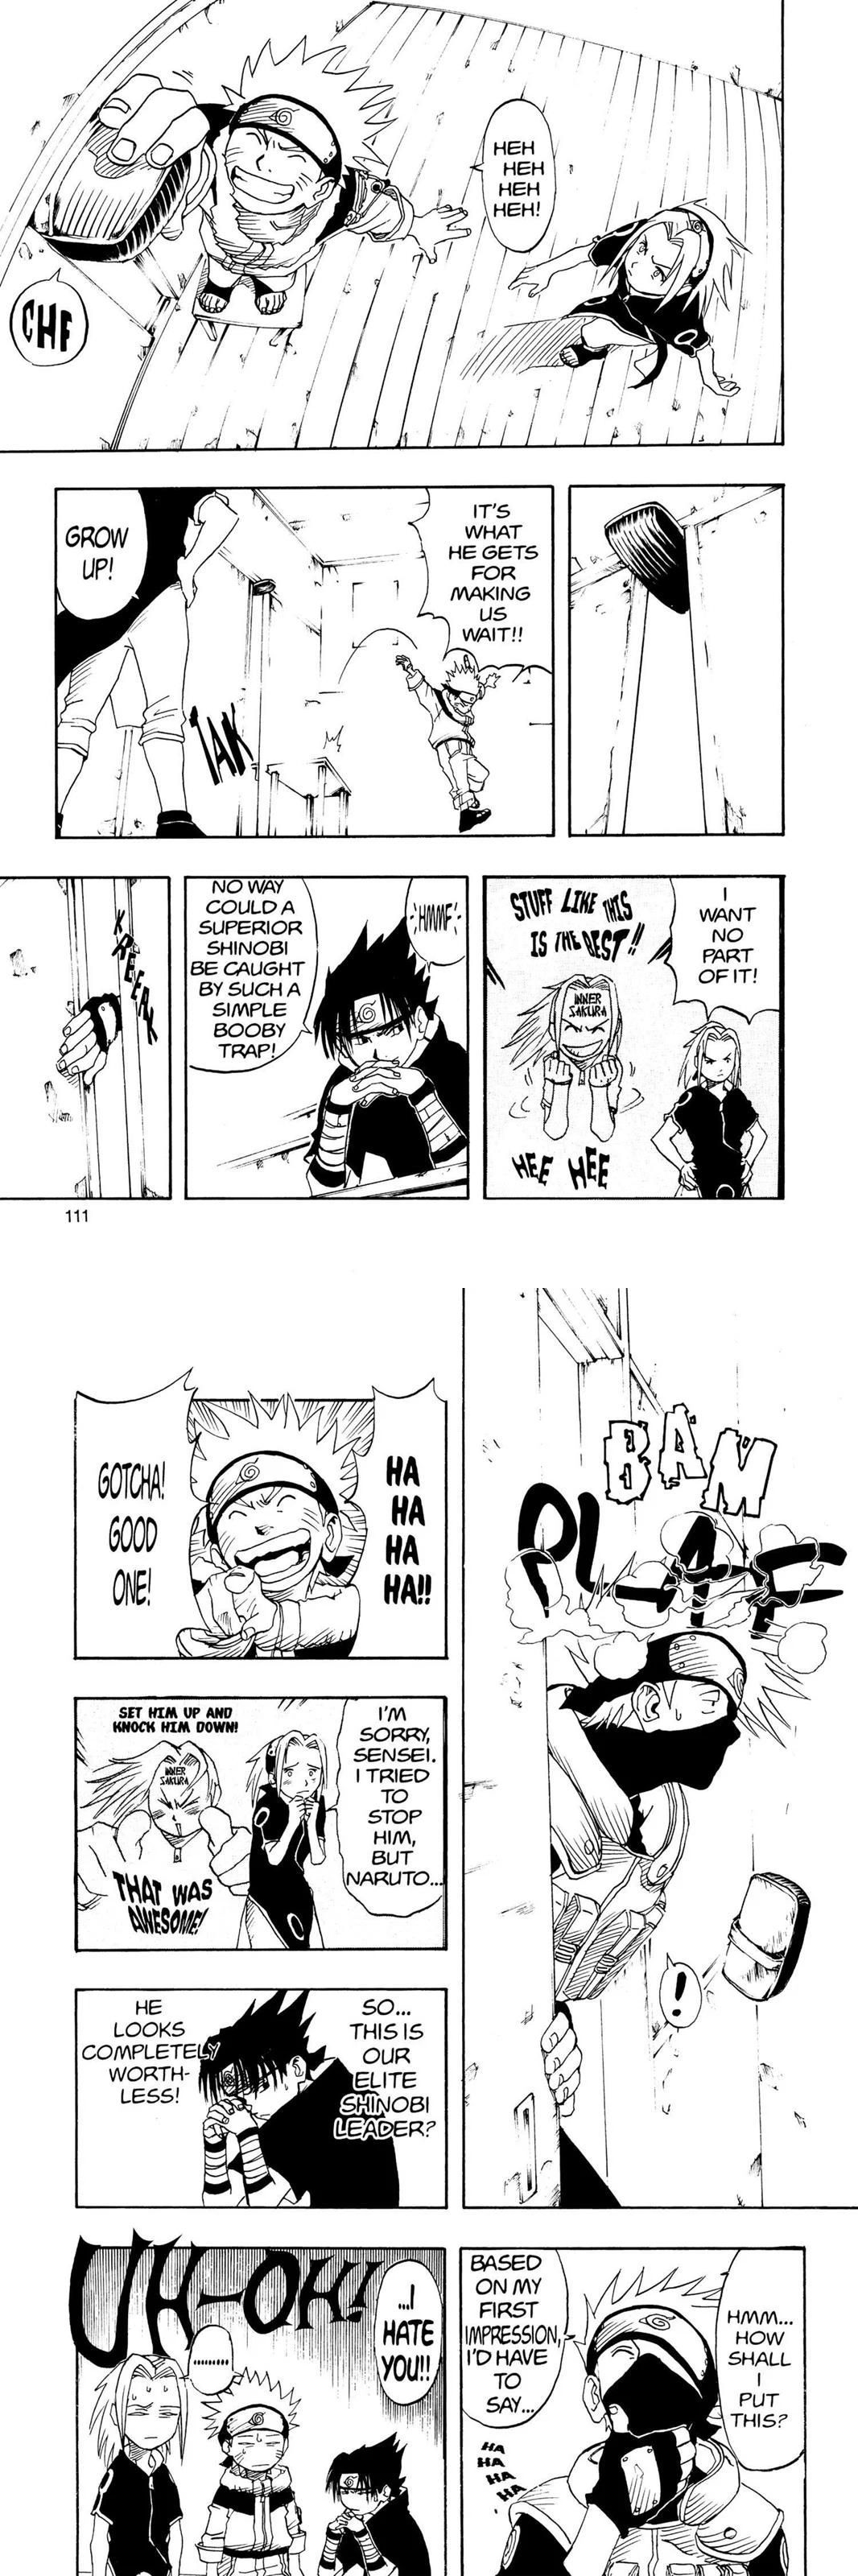 HEH
HEH
HEH
HEH!
CHF
IT'S
WHAT
HE GETS
FOR
MAKING
US
WAIT!!
GROW
UP!
TAK
I
WANT
NO
PART
OF IT!
STUFF LIKE THIS
IS THE BEST!!
INNER
SAKURA
HEE HEE
HMMF
NO WAY
COULD A
SUPERIOR
SHINOBI
BE CAUGHT
BY SUCH A
SIMPLE
BOOBY
TRAP!
KREEEAK
111
BAM
PLAF
!
HA
HA
HA
HA!!
GOTCHA!
GOOD
ONE!
I'M
SORRY,
SENSEI.
I TRIED
TO
STOP
HIM,
BUT
NARUTO...
SET HIM UP AND
KNOCK HIM DOWN!
INNER
SAKURA
THAT WAS
AWESOME!
SO...
THIS IS
OUR
ELITE
SHINOBI
LEADER?
HE
LOOKS
COMPLETELY
WORTH-
LESS!
HMM...
HOW
SHALL
I
PUT
THIS?
BASED
ON MY
FIRST
IMPRESSION,
I'D HAVE
TO
SAY...
HA
HA
HA
HA
...I
HATE
YOU!!
UH-OH!
.........